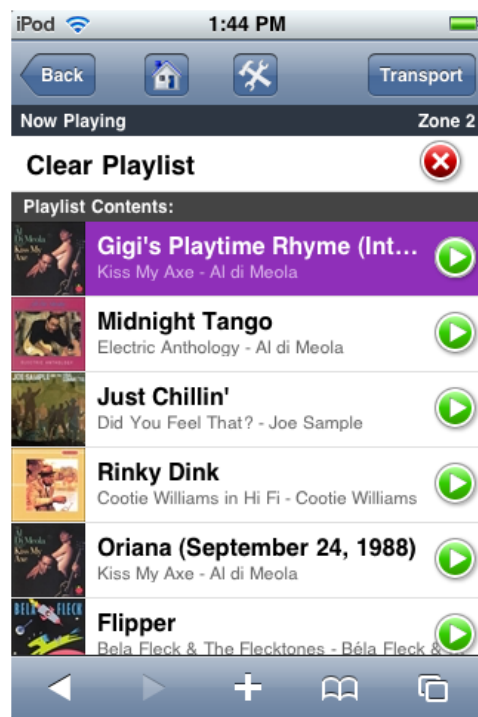 iPod 1:44 PM
Back Transport
Now Playing Zone 2
Clear Playlist
Playlist Contents:
Gigi's Playtime Rhyme (Int...
Kiss My Axe - Al di Meola
Midnight Tango
Electric Anthology - Al di Meola
Just Chillin'
Did You Feel That? - Joe Sample
Rinky Dink
Cootie Williams in Hi Fi - Cootie Williams
Oriana (September 24, 1988)
Kiss My Axe - Al di Meola
BELA FLECK
Flipper
Bela Fleck & The Flecktones - Béla Fleck &